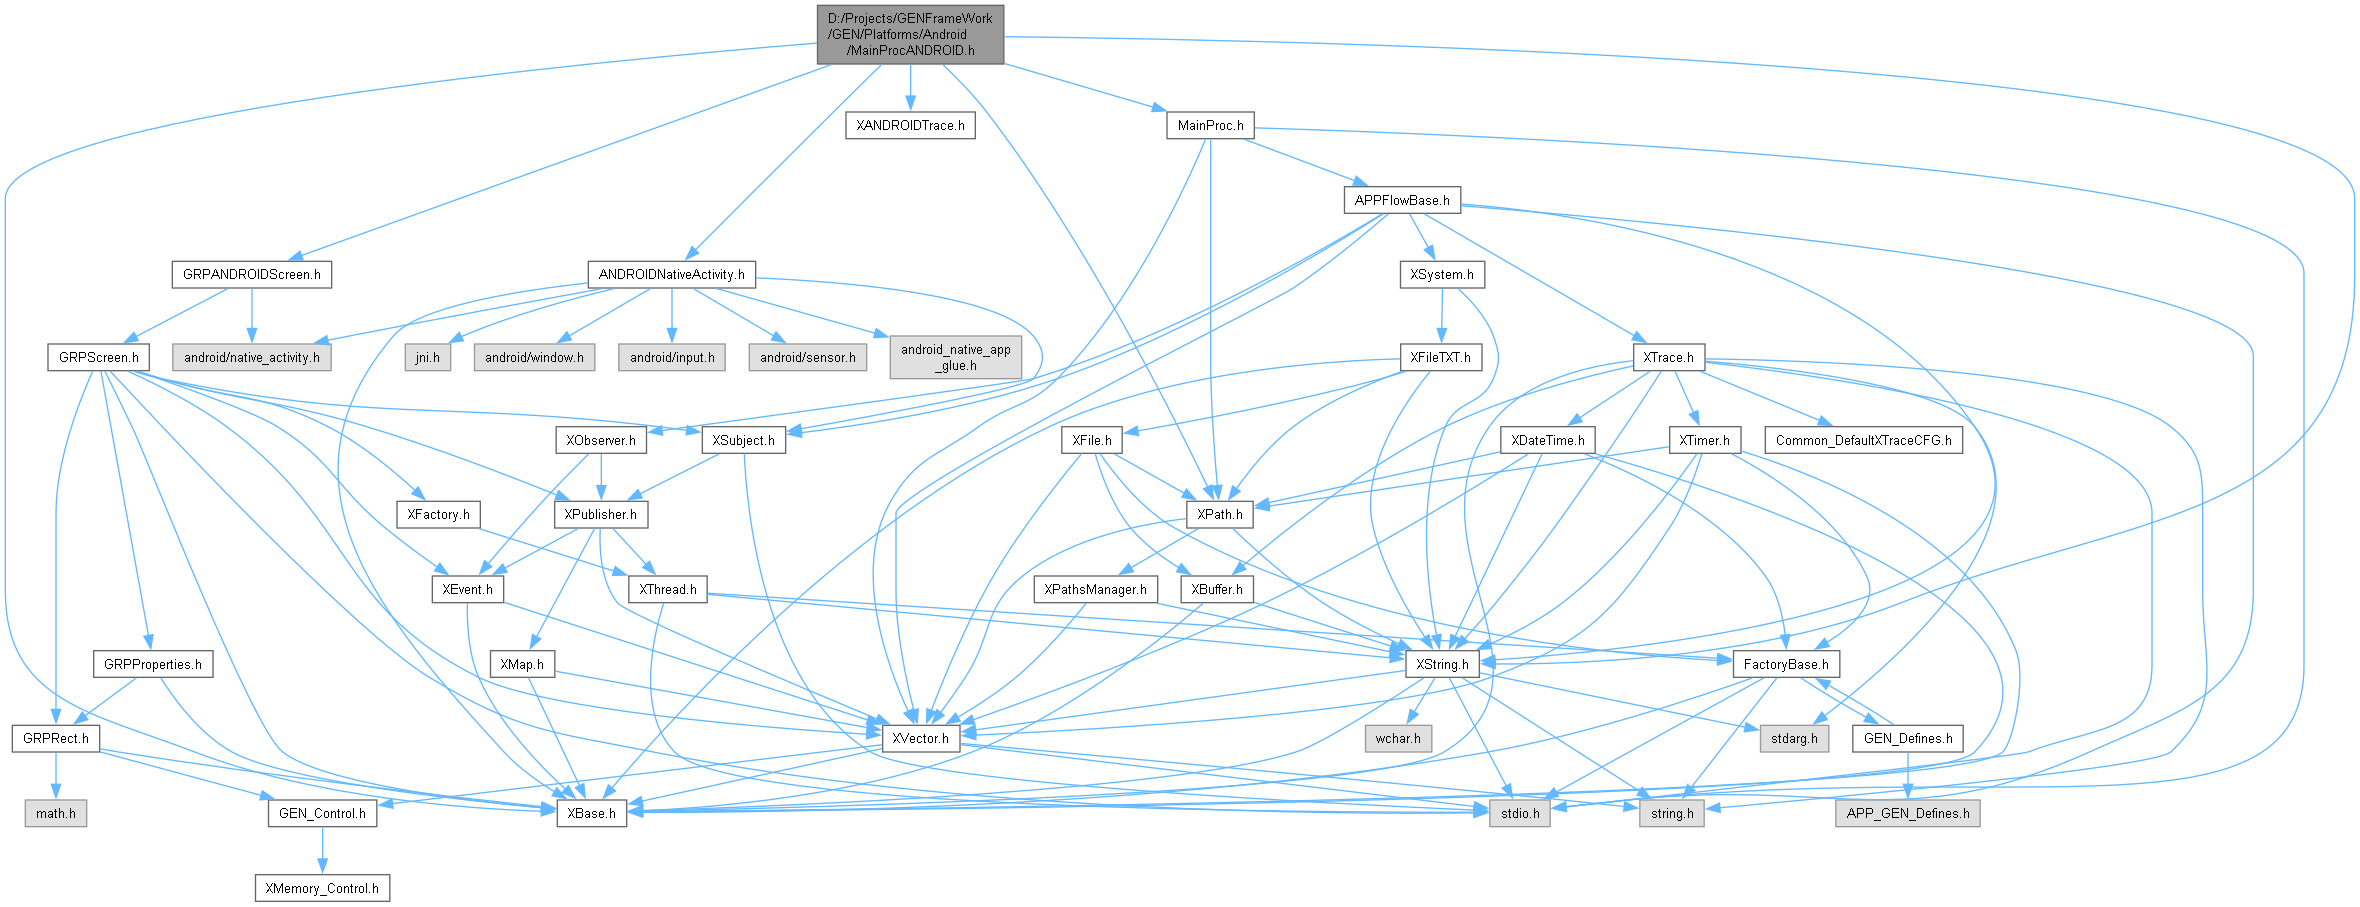 D:/Projects/GENFrameWork
/GEN/Platforms/Android
/MainProcANDROID.h
XANDROIDTrace.h
MainProc.h
APPFlowBase.h
GRPANDROIDScreen.h
ANDROIDNativeActivity.h
XSystem.h
GRPScreen.h
android/native_activity.h
jni.h
android/window.h
android/input.h
android/sensor.h
android_native_app
_glue.h
XFileTXT.h
XTrace.h
XObserver.h
XSubject.h
XFile.h
XDateTime.h
XTimer.h
Common_DefaultXTraceCFG.h
XFactory.h
XPublisher.h
XPath.h
XEvent.h
XThread.h
XPathsManager.h
XBuffer.h
GRPProperties.h
XMap.h
XString.h
FactoryBase.h
GRPRect.h
XVector.h
wchar.h
stdarg.h
GEN_Defines.h
math.h
GEN_Control.h
XBase.h
stdio.h
string.h
APP_GEN_Defines.h
XMemory_Control.h